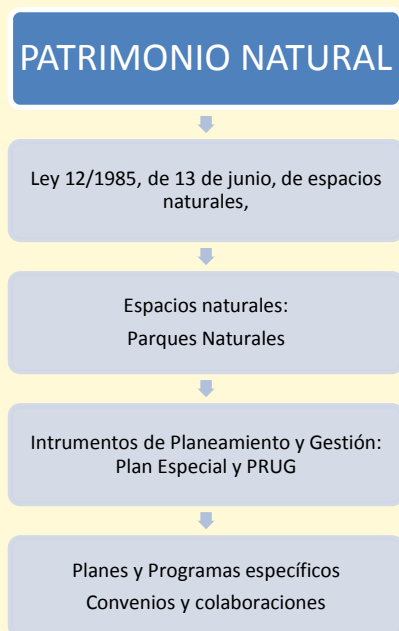 PATRIMONIO NATURAL
Ley 12/1985, de 13 de junio, de espacios
naturales,
Espacios naturales:
Parques Naturales
Intrumentos de Planeamiento y Gestión:
Plan Especial y PRUG
Planes y Programas específicos
Convenios y colaboraciones